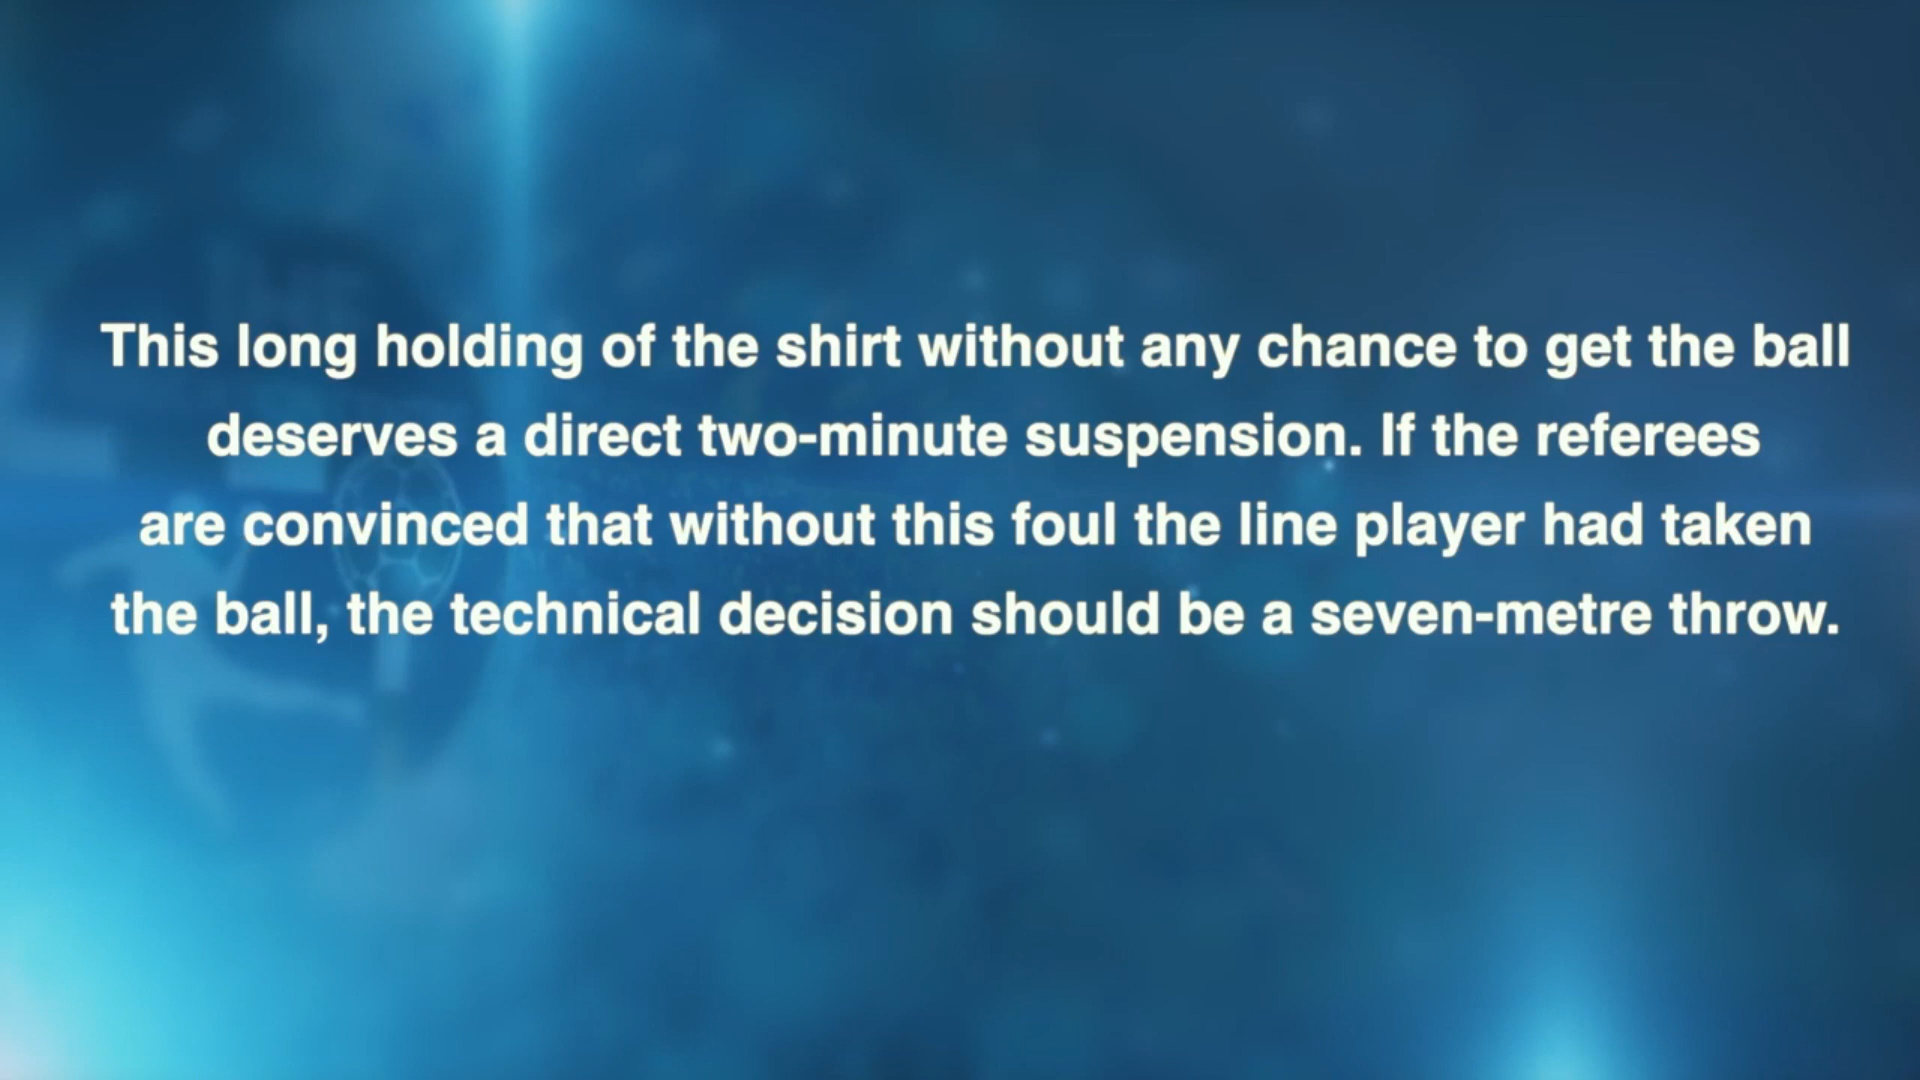 This long holding of the shirt without any chance to get the ball
deserves a direct two-minute suspension. If the referees
are convinced that without this foul the line player had taken
the ball, the technical decision should be a seven-metre throw.